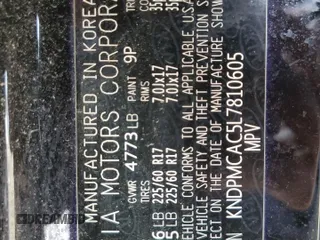 MANUFACTURED IN KOREA
IA MOTORS CORPORA
GVWR 4773LB PAINT 9P
TIRES RIMS
225/60 R17 7.0JX17
225/60 R17 7.0JX17
VEHICLE CONFORMS TO ALL APPLICABLE U.S.A
VEHICLE SAFETY AND THEFT PREVENTION S
ECT ON THE DATE OF MANUFACTURE SHOW
N KNDPMCAC5L7810605
MPV